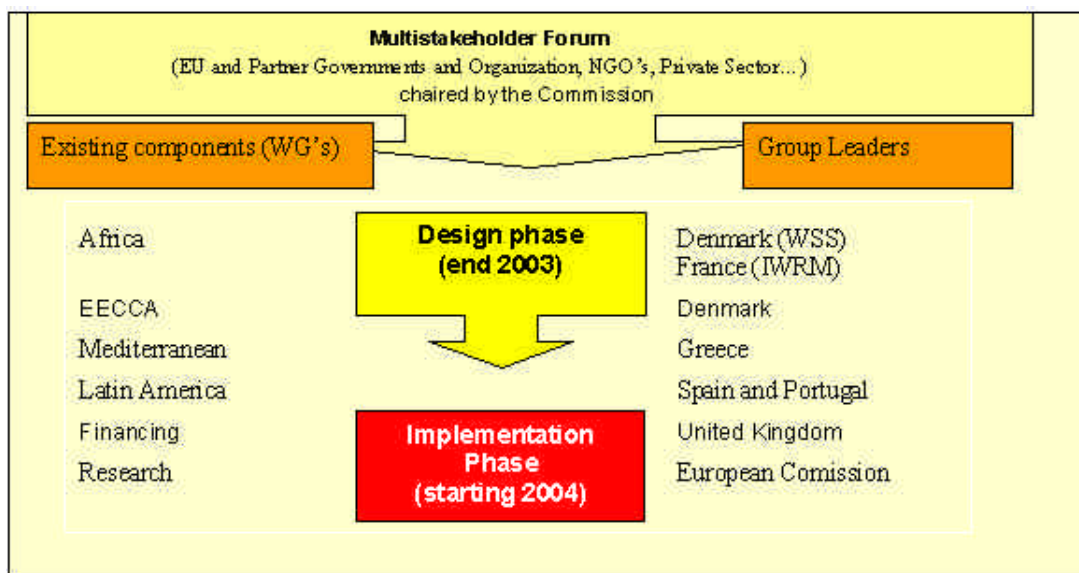 Multistakeholder Forum
(EU and Partner Governments and Organization, NGO's, Private Sector...)
chaired by the Commission
Existing components (WG's)
Group Leaders
Africa
Design phase
(end 2003)
Denmark (WSS)
France (IWRM)
EECCA
Denmark
Mediterranean
Greece
Latin America
Spain and Portugal
Financing
Implementation
Phase
(starting 2004)
United Kingdom
Research
European Comission